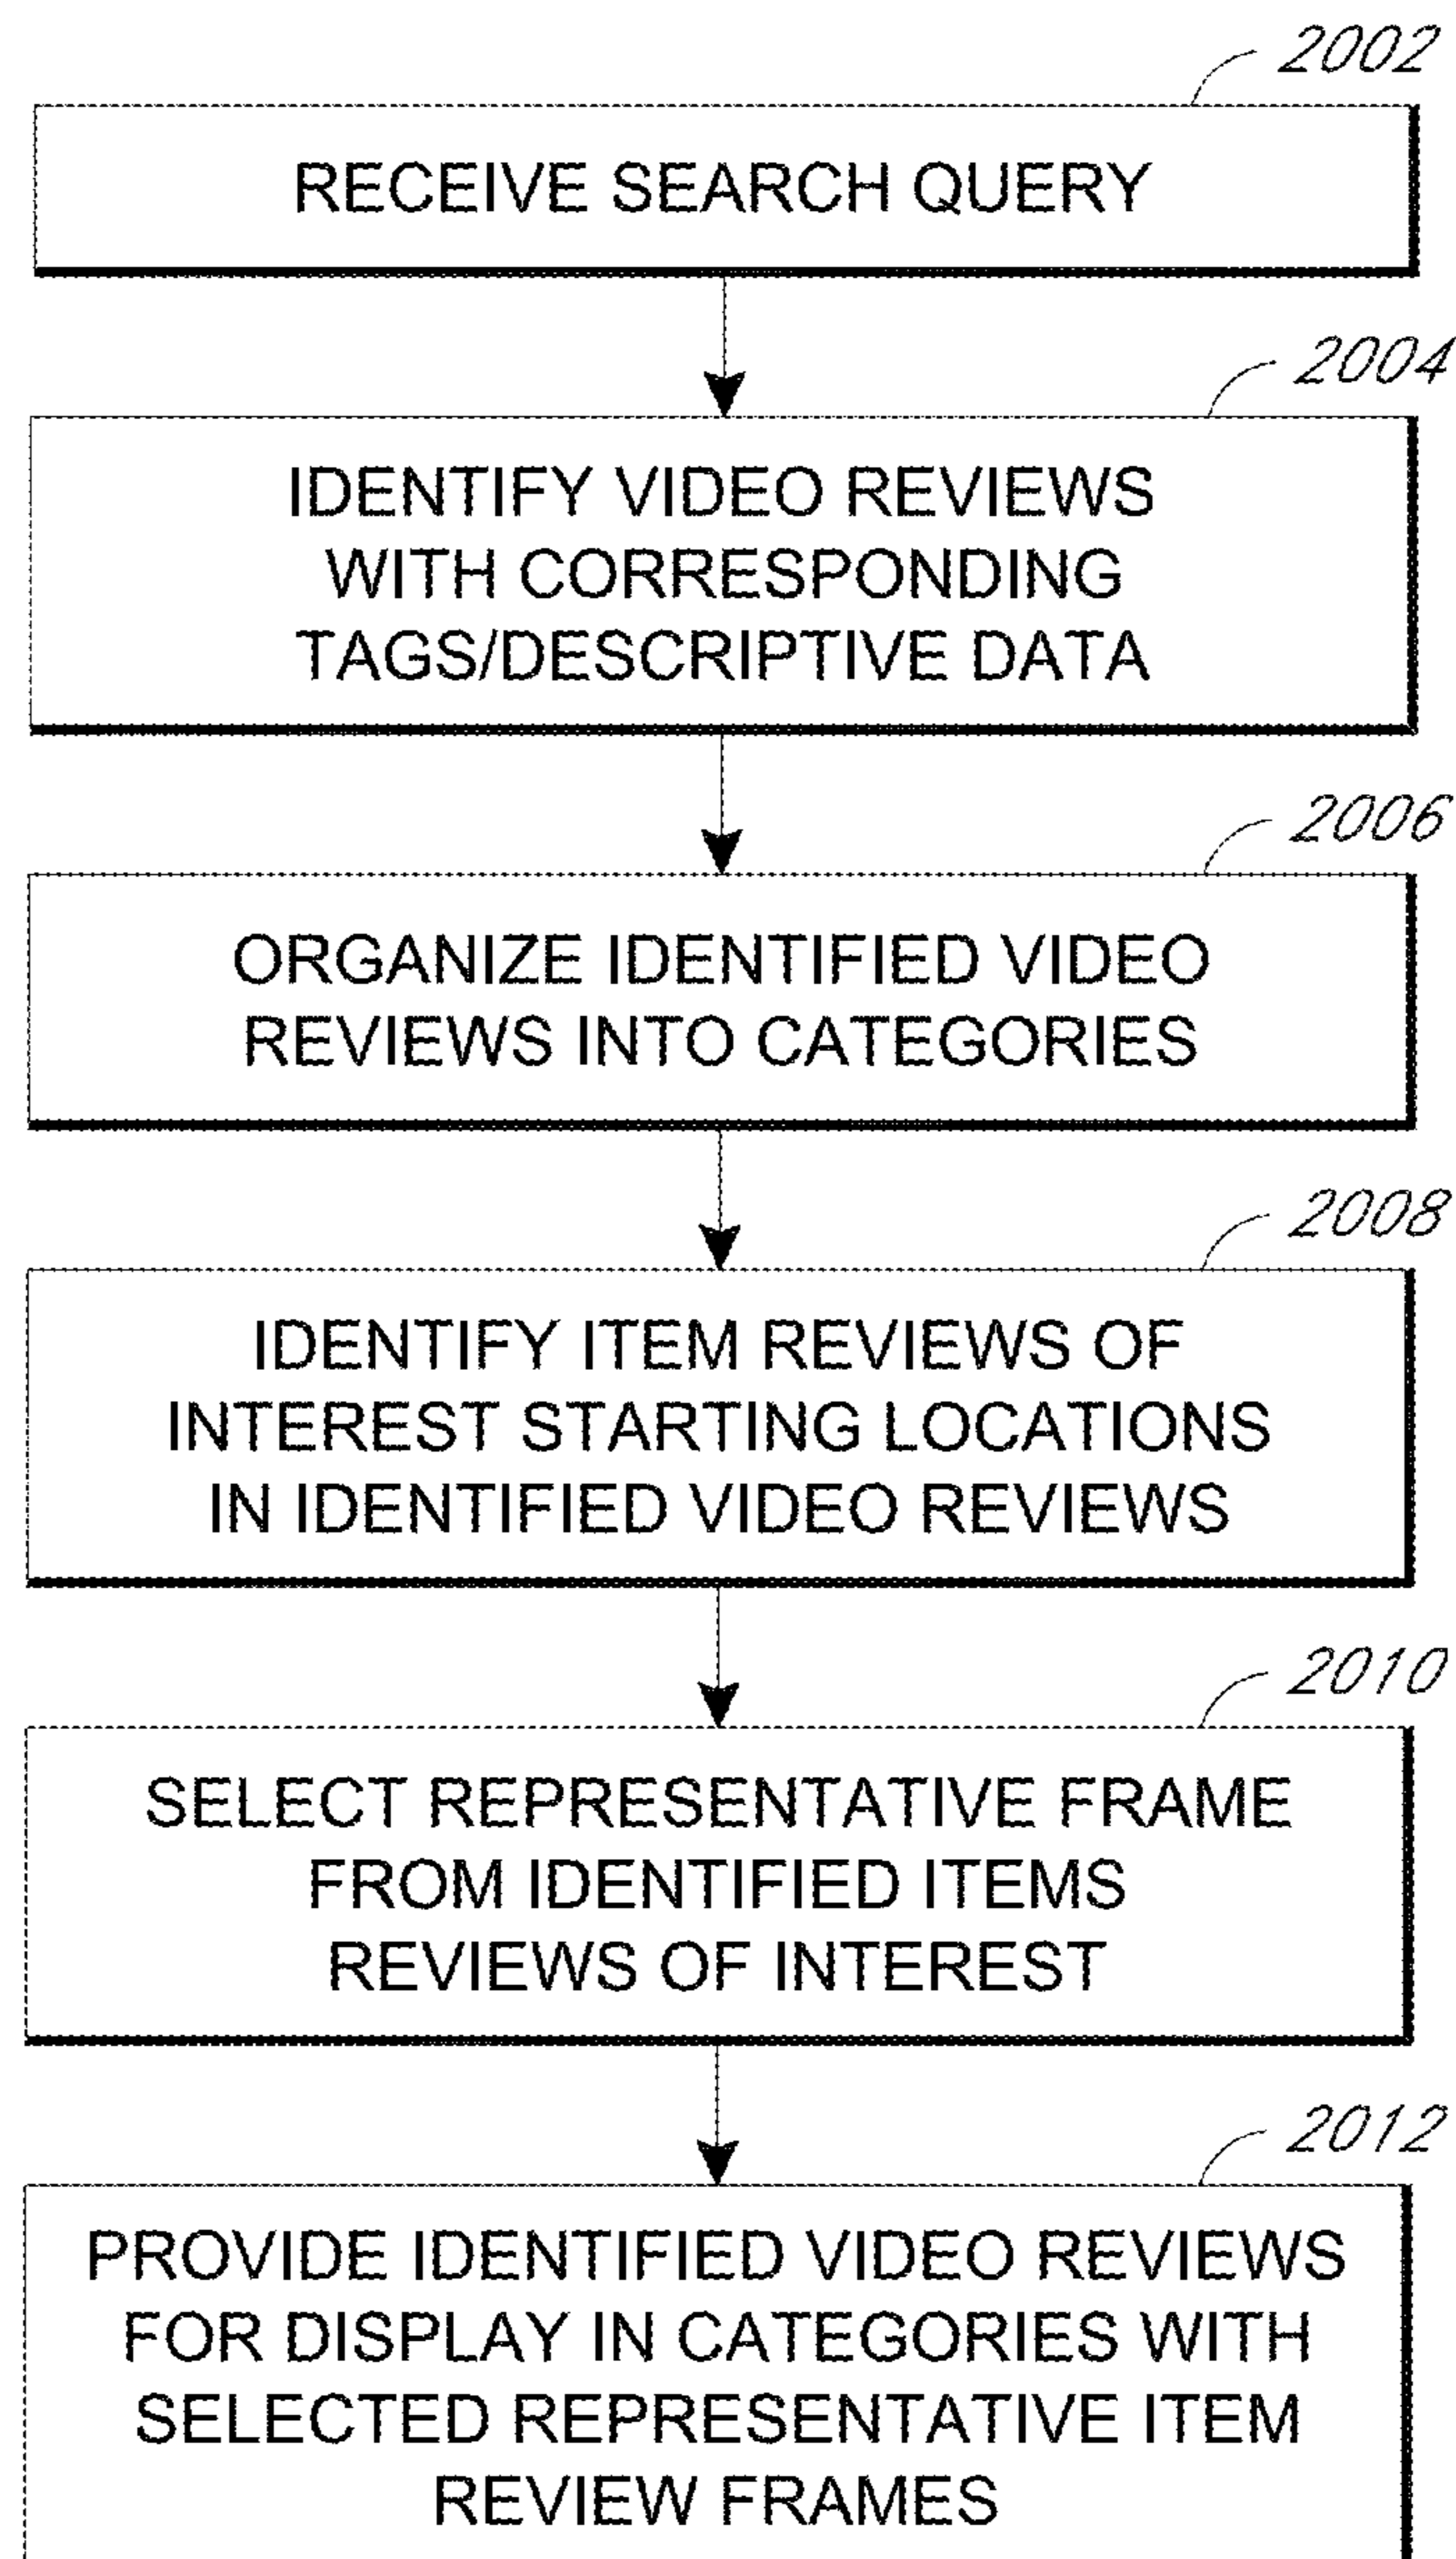 2002
RECEIVE SEARCH QUERY
2004
IDENTIFY VIDEO REVIEWS
WITH CORRESPONDING
TAGS/DESCRIPTIVE DATA
2006
ORGANIZE IDENTIFIED VIDEO
REVIEWS INTO CATEGORIES
2008
IDENTIFY ITEM REVIEWS OF
INTEREST STARTING LOCATIONS
IN IDENTIFIED VIDEO REVIEWS
2010
SELECT REPRESENTATIVE FRAME
FROM IDENTIFIED ITEMS
REVIEWS OF INTEREST
2012
PROVIDE IDENTIFIED VIDEO REVIEWS
FOR DISPLAY IN CATEGORIES WITH
SELECTED REPRESENTATIVE ITEM
REVIEW FRAMES